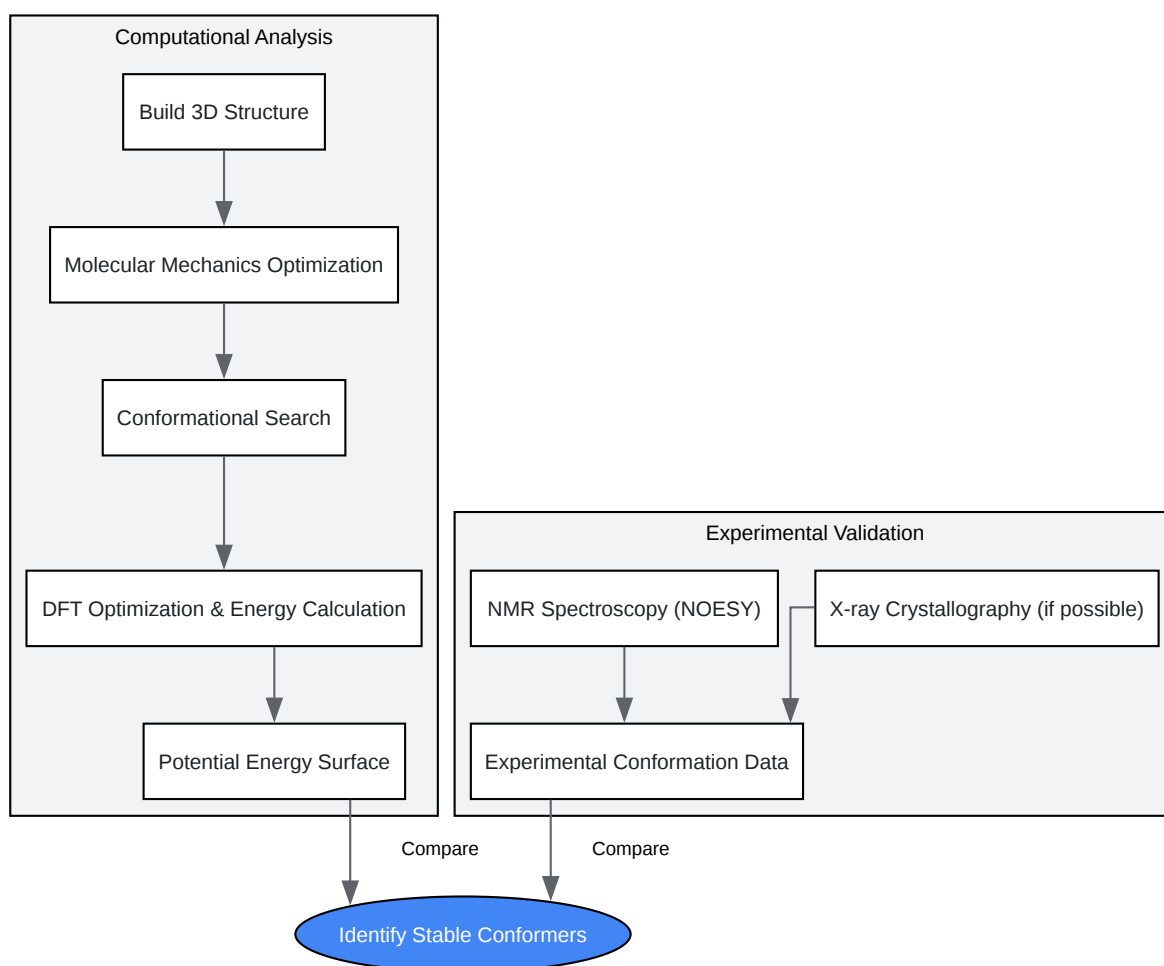 Computational Analysis
Build 3D Structure
Molecular Mechanics Optimization
Conformational Search
DFT Optimization & Energy Calculation
Potential Energy Surface
Experimental Validation
NMR Spectroscopy (NOESY)
X-ray Crystallography (if possible)
Experimental Conformation Data
Compare
Compare
Identify Stable Conformers